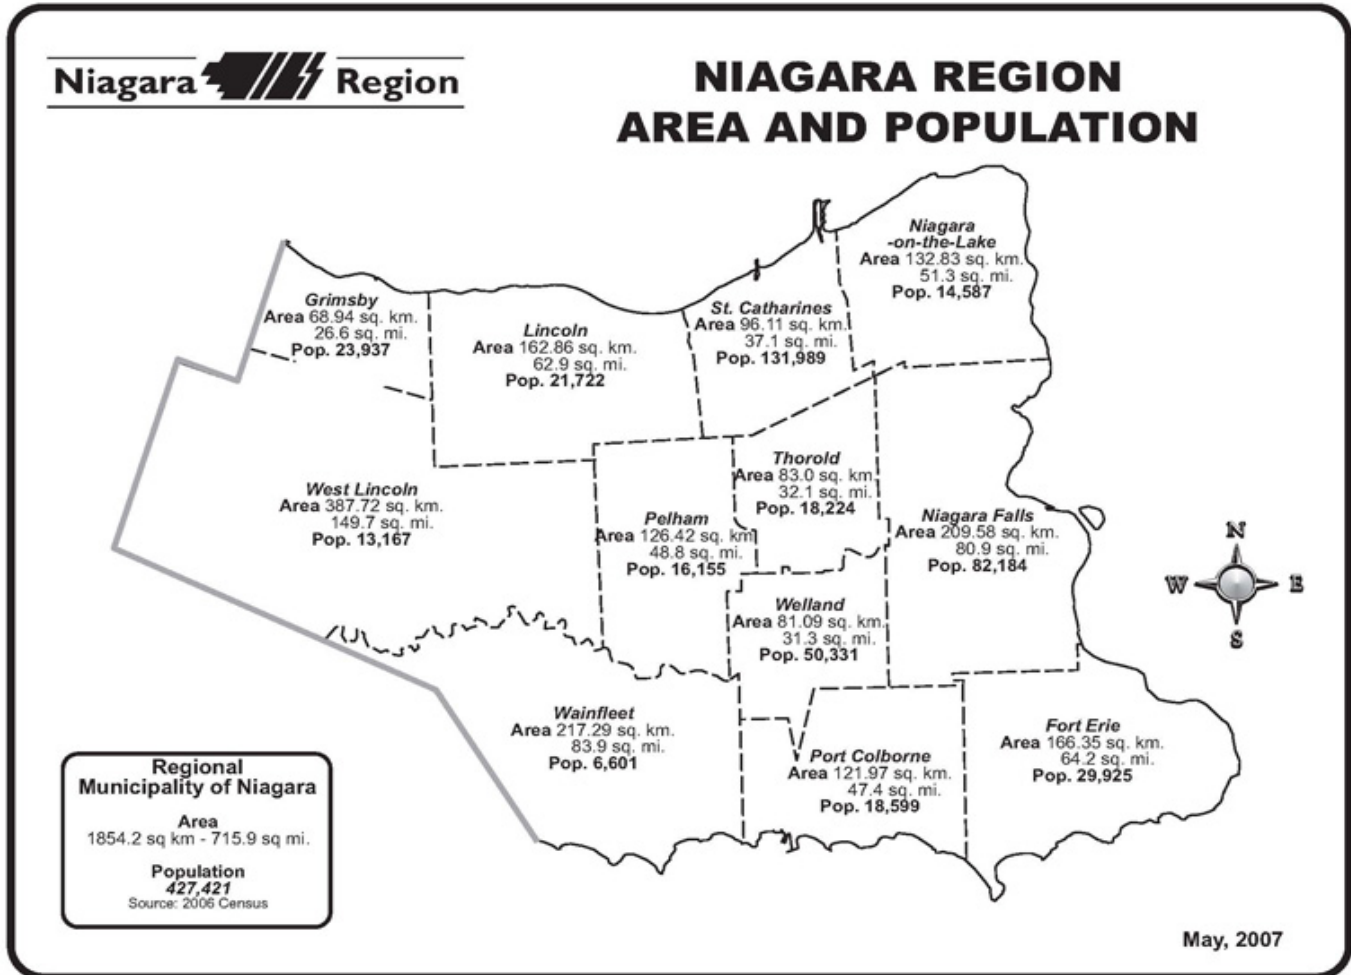 Niagara Region
NIAGARA REGION
AREA AND POPULATION
Niagara
-on-the-Lake
Area 132.83 sq. km.
51.3 sq. mi.
Pop. 14,587
Grimsby
Area 68.94 sq. km.
26.6 sq. mi.
Pop. 23,937
Lincoln
Area 162.86 sq. km.
62.9 sq. mi.
Pop. 21,722
St. Catharines
Area 96.11 sq. km.
37.1 sq. mi.
Pop. 131,989
West Lincoln
Area 387.72 sq. km.
149.7 sq. mi.
Pop. 13,167
Pelham
Area 126.42 sq. km
48.8 sq. mi.
Pop. 16,155
Thorold
Area 83.0 sq. km.
32.1 sq. mi.
Pop. 18,224
Niagara Falls
Area 209.58 sq. km.
80.9 sq. mi.
Pop. 82,184
N
W E
S
Welland
Area 81.09 sq. km.
31.3 sq. mi.
Pop. 50,331
Wainfleet
Area 217.29 sq. km.
83.9 sq. mi.
Pop. 6,601
Port Colborne
Area 121.97 sq. km.
47.4 sq. mi.
Pop. 18,599
Fort Erie
Area 166.35 sq. km.
64.2 sq. mi.
Pop. 29,925
Regional
Municipality of Niagara
Area
1854.2 sq km - 715.9 sq mi.
Population
427,421
Source: 2006 Census
May, 2007